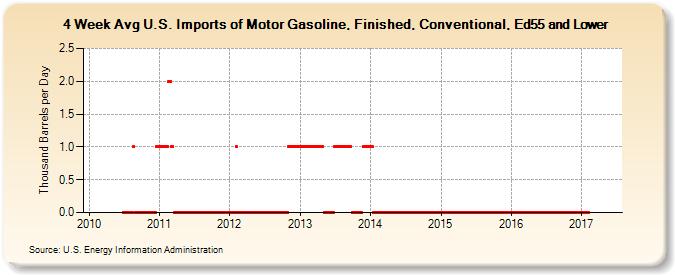 4 Week Avg U.S. Imports of Motor Gasoline, Finished, Conventional, Ed55 and Lower
Thousand Barrels per Day
2.5
2.0
1.5
1.0
0.5
0.0
2010 2011 2012 2013 2014 2015 2016 2017
Source: U.S. Energy Information Administration